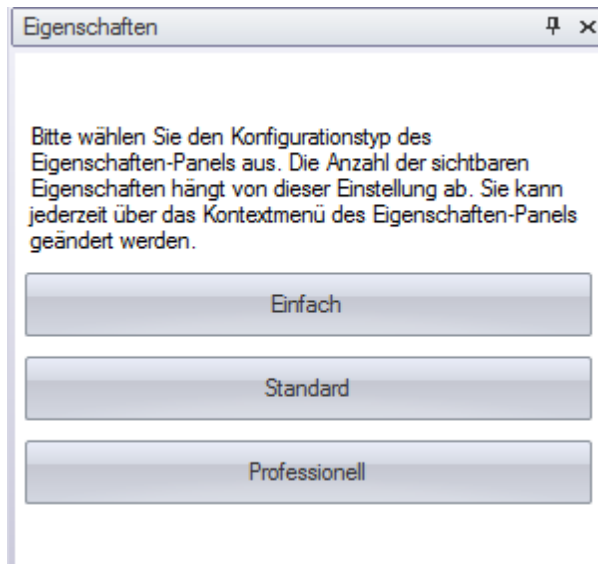 Eigenschaften
Bitte wählen Sie den Konfigurationstyp des
Eigenschaften-Panels aus. Die Anzahl der sichtbaren
Eigenschaften hängt von dieser Einstellung ab. Sie kann
jederzeit über das Kontextmenü des Eigenschaften-Panels
geändert werden.
Einfach
Standard
Professionell